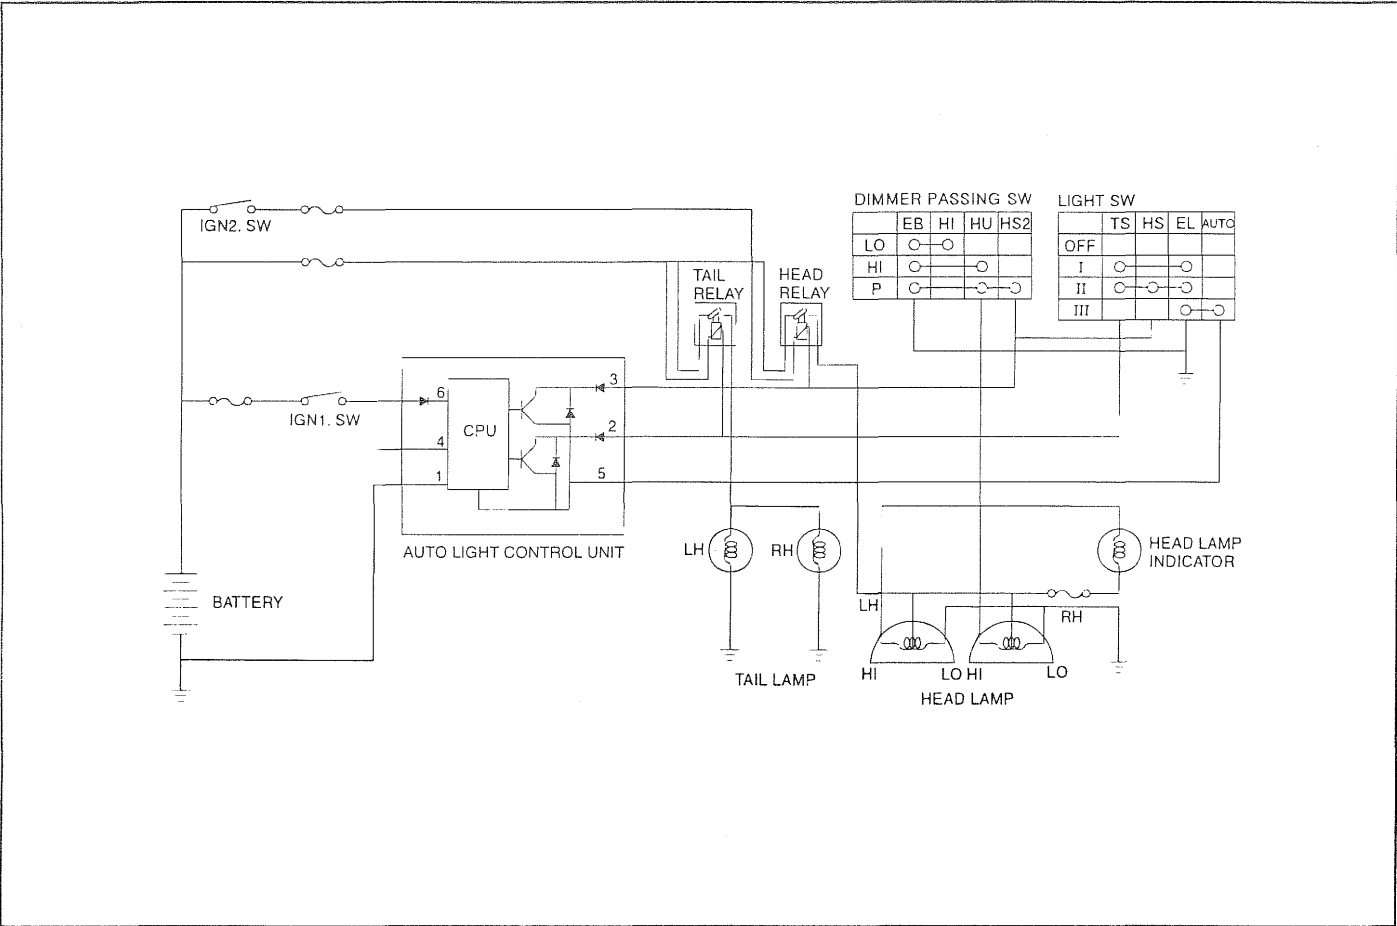 DIMMER PASSING SW
LIGHT SW
EB HI HU HS2
TS HS EL AUTO
IGN2. SW
LO
OFF
HI
I
P
II
III
TAIL
RELAY
HEAD
RELAY
3
6
IGN1. SW
CPU
2
4
1
5
AUTO LIGHT CONTROL UNIT
LH
RH
HEAD LAMP
INDICATOR
BATTERY
LH
RH
HI
LO
HI
LO
TAIL LAMP
HEAD LAMP